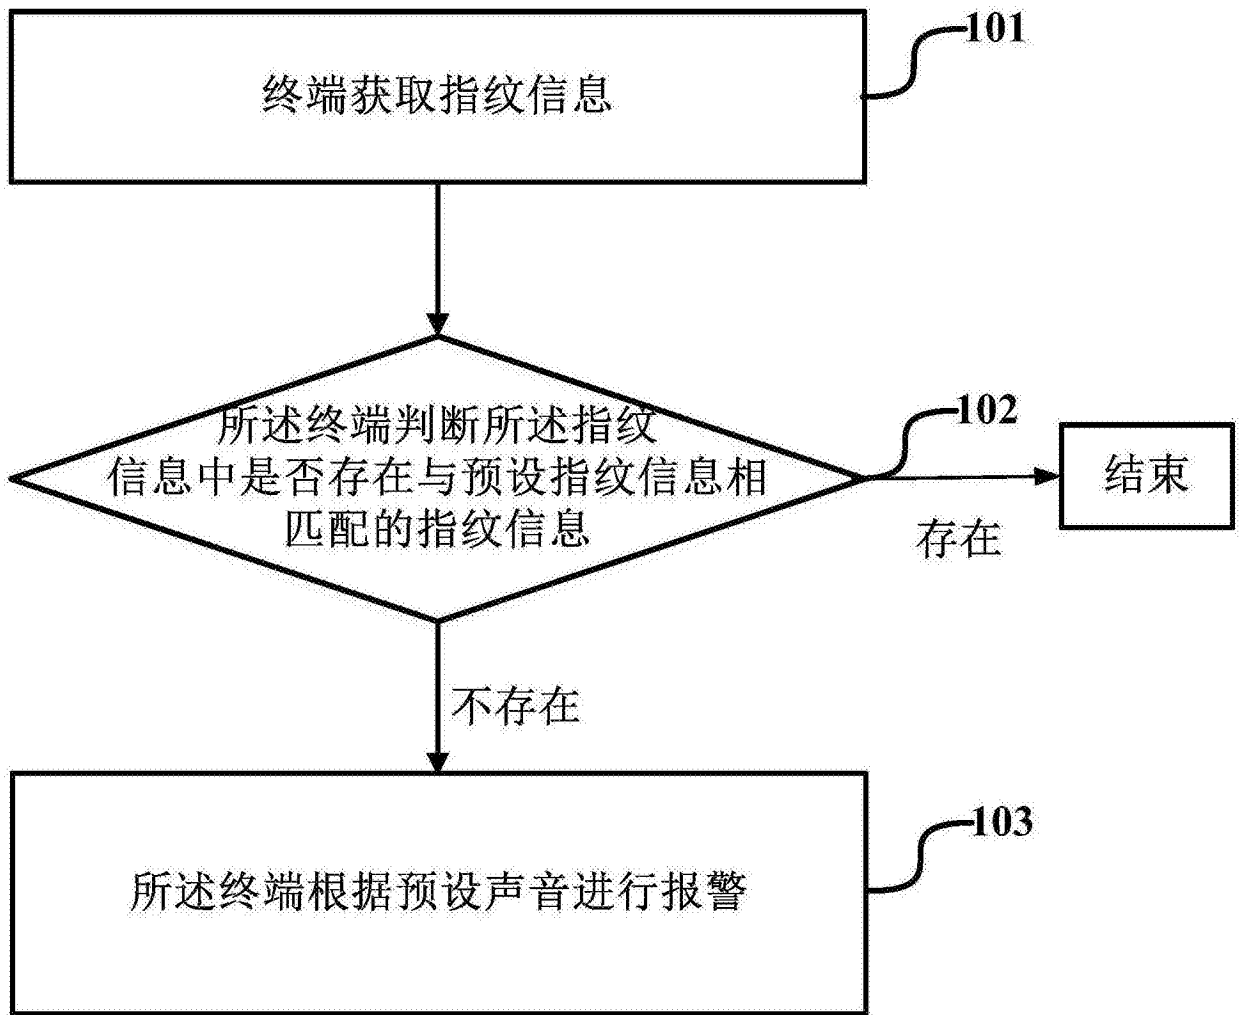 101
终端获取指纹信息
102
所述终端判断所述指纹
信息中是否存在与预设指纹信息相
匹配的指纹信息
结束
存在
不存在
103
所述终端根据预设声音进行报警